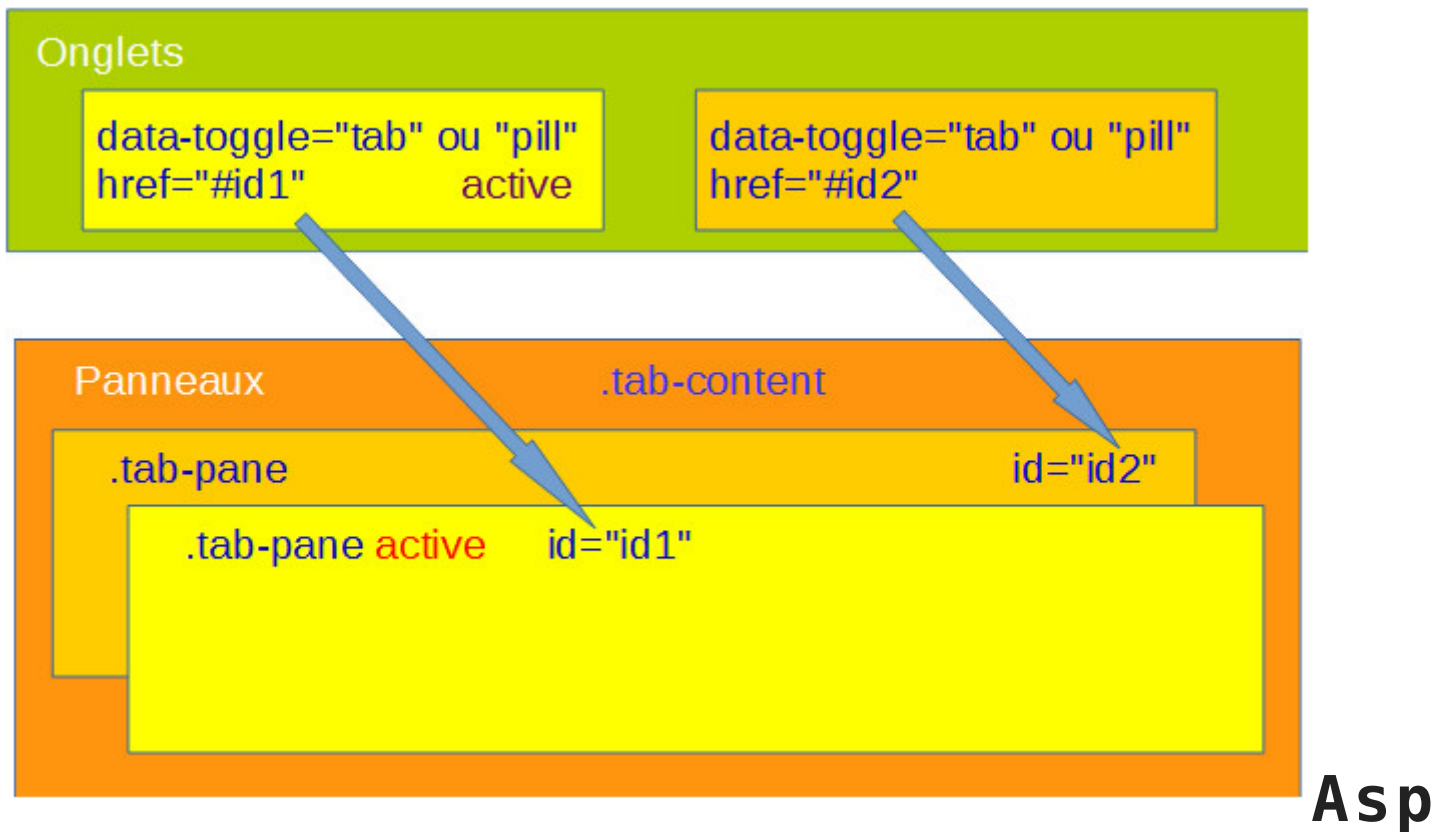 Onglets
data-toggle="tab" ou "pill"
href="#id1" active
data-toggle="tab" ou "pill"
href="#id2"
Panneaux .tab-content
.tab-pane id="id2"
.tab-pane active id="id1"
Asp